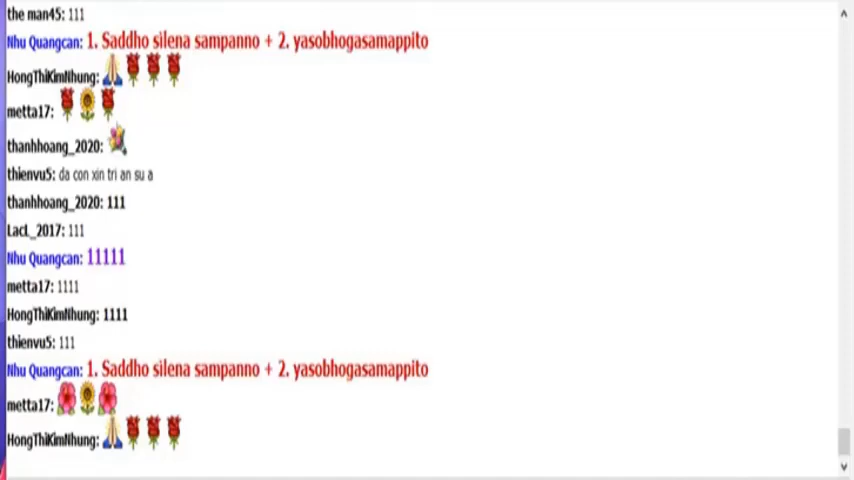 the man45: 111
Nhu Quangcan: 1. Saddho silena sampanno + 2. yasobhogasamappito
HongThiKimNhung:
metta17:
thanhhoang_2020:
thienvu5: da con xin tri an su a
thanhhoang_2020: 111
LacL_2017: 111
Nhu Quangcan: 11111
metta17: 1111
HongThiKimNhung: 1111
thienvu5: 111
Nhu Quangcan: 1. Saddho silena sampanno + 2. yasobhogasamappito
metta17:
HongThiKimNhung: